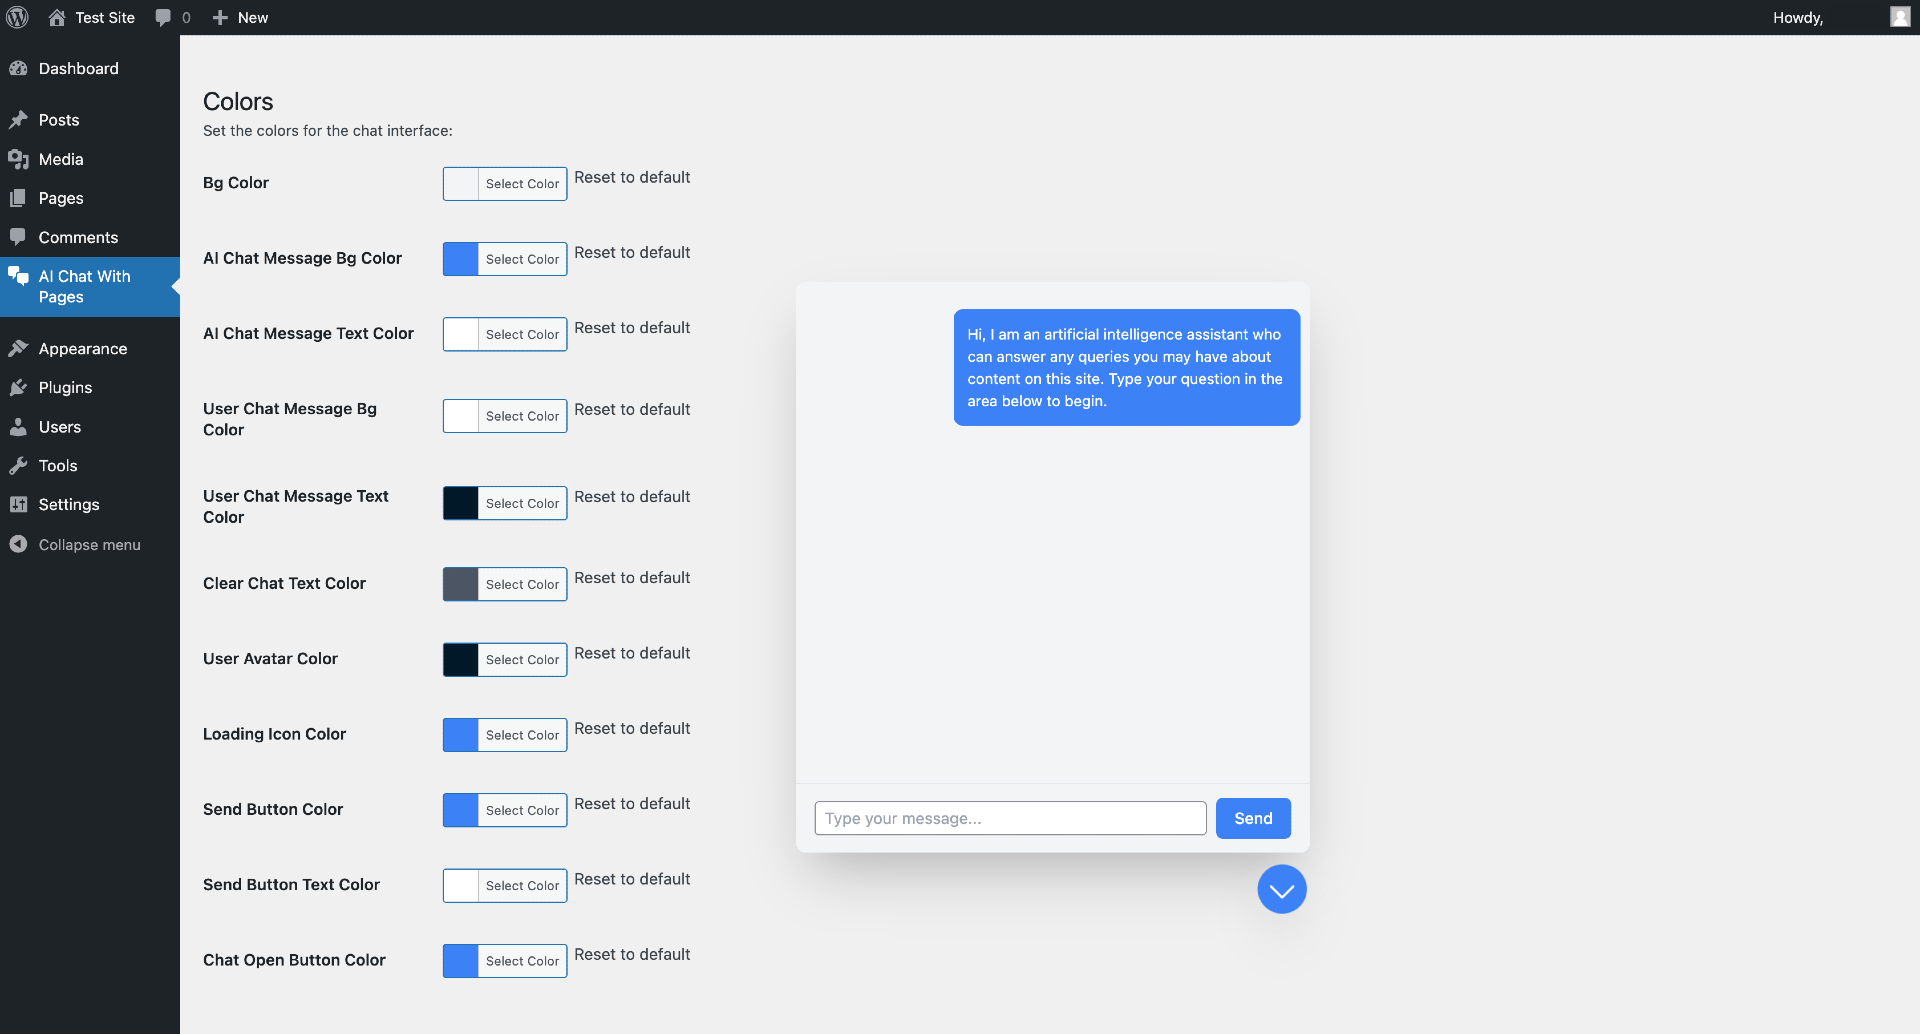 Test Site
0
New
Howdy,
Dashboard
Posts
Media
Pages
Comments
AI Chat With
Pages
Appearance
Plugins
Users
Tools
Settings
Collapse menu
Colors
Set the colors for the chat interface:
Bg Color
Select Color
Reset to default
AI Chat Message Bg Color
Select Color
Reset to default
AI Chat Message Text Color
Select Color
Reset to default
User Chat Message Bg
Color
Select Color
Reset to default
User Chat Message Text
Color
Select Color
Reset to default
Clear Chat Text Color
Select Color
Reset to default
User Avatar Color
Select Color
Reset to default
Loading Icon Color
Select Color
Reset to default
Send Button Color
Select Color
Reset to default
Send Button Text Color
Select Color
Reset to default
Chat Open Button Color
Select Color
Reset to default
Hi, I am an artificial intelligence assistant who
can answer any queries you may have about
content on this site. Type your question in the
area below to begin.
Type your message...
Send